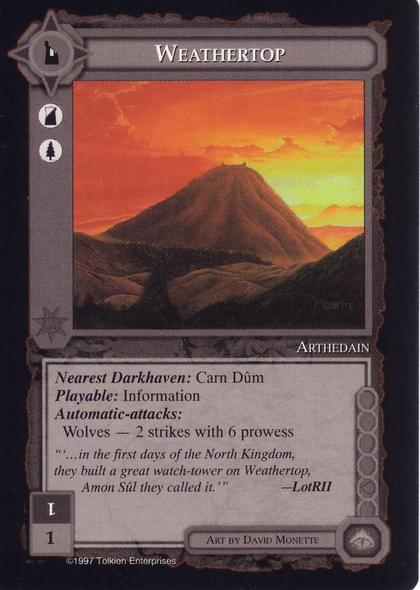 WEATHERTOP
MONETTE
ARTHEDAIN
Nearest Darkhaven: Carn Dûm
Playable: Information
Automatic-attacks:
Wolves — 2 strikes with 6 prowess
“‘...in the first days of the North Kingdom,
they built a great watch-tower on Weathertop,
Amon Sûl they called it.’” —LotRII
1
1
ART BY DAVID MONETTE
©1997 Tolkien Enterprises